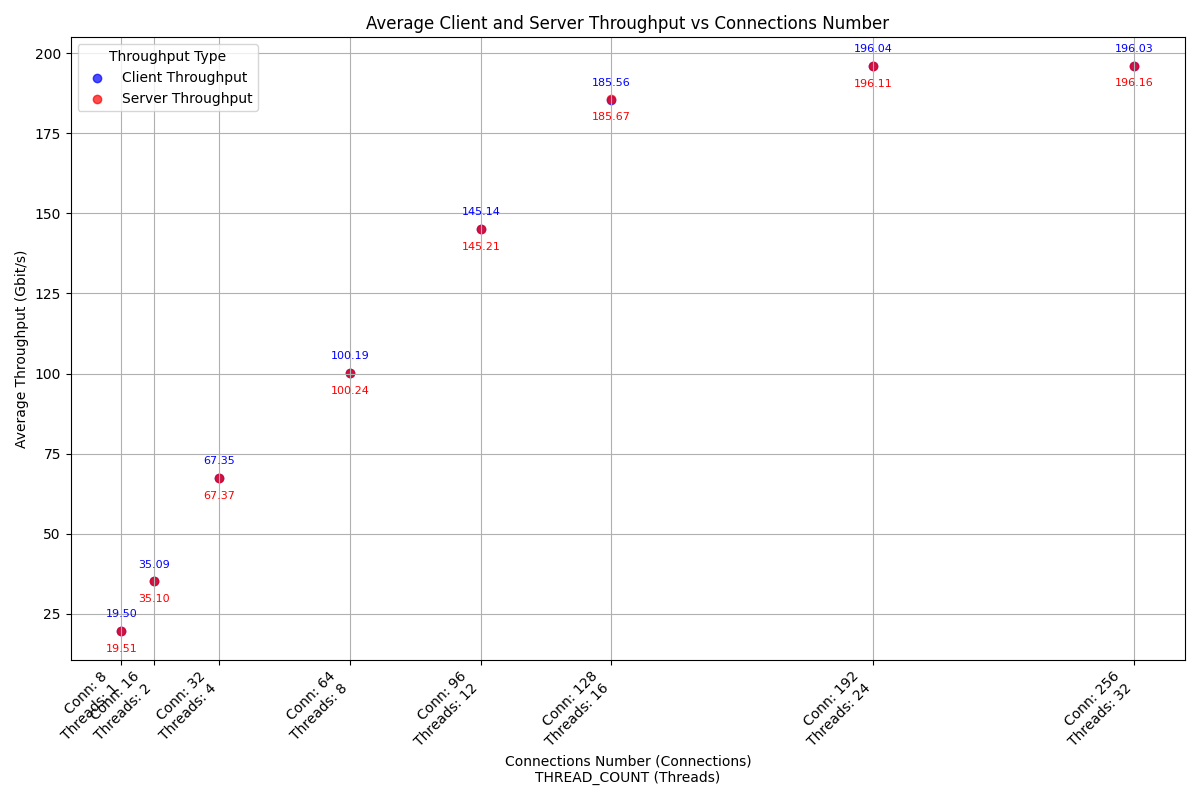 Average Client and Server Throughput vs Connections Number
Throughput Type
Client Throughput
Server Throughput
Average Throughput (Gbit/s)
200
175
150
125
100
75
50
25
19.50
19.51
35.09
35.10
67.35
67.37
100.19
100.24
145.14
145.21
185.56
185.67
196.04
196.11
196.03
196.16
Conn: 8
Threads: 1
Conn: 16
Threads: 2
Conn: 32
Threads: 4
Conn: 64
Threads: 8
Conn: 96
Threads: 12
Conn: 128
Threads: 16
Conn: 192
Threads: 24
Conn: 256
Threads: 32
Connections Number (Connections)
THREAD_COUNT (Threads)